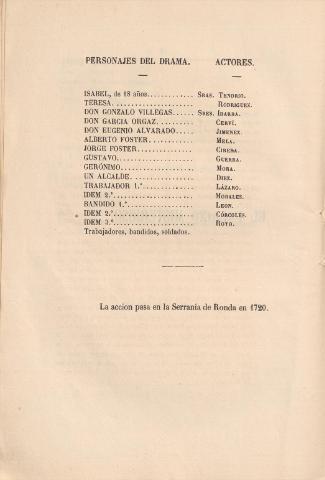 PERSONAJES DEL DRAMA. ACTORES.
ISABEL, de 18 años............ SRAS. TENORIO.
TERESA...................... RODRIGUEZ.
DON GONZALO VILLEGAS...... SRES. IBARRA.
DON GARCIA ORGAZ.......... CERVÍ.
DON EUGENIO ALVARADO..... JIMENEZ.
ALBERTO FOSTER............ MELA.
JORGE FOSTER.............. CIRERA.
GUSTAVO.................... GUERRA.
GERÓNIMO................... MORA.
UN ALCALDE................. DIEZ.
TRABAJADOR 1.°............. LÁZARO.
IDEM 2.°.................... MORALES.
BANDIDO 1.°................. LEON.
IDEM 2.°.................... CÓRCOLES.
IDEM 3.°.................... ROYO.
Trabajadores, bandidos, soldados.
La accion pasa en la Serranía de Ronda en 1720.